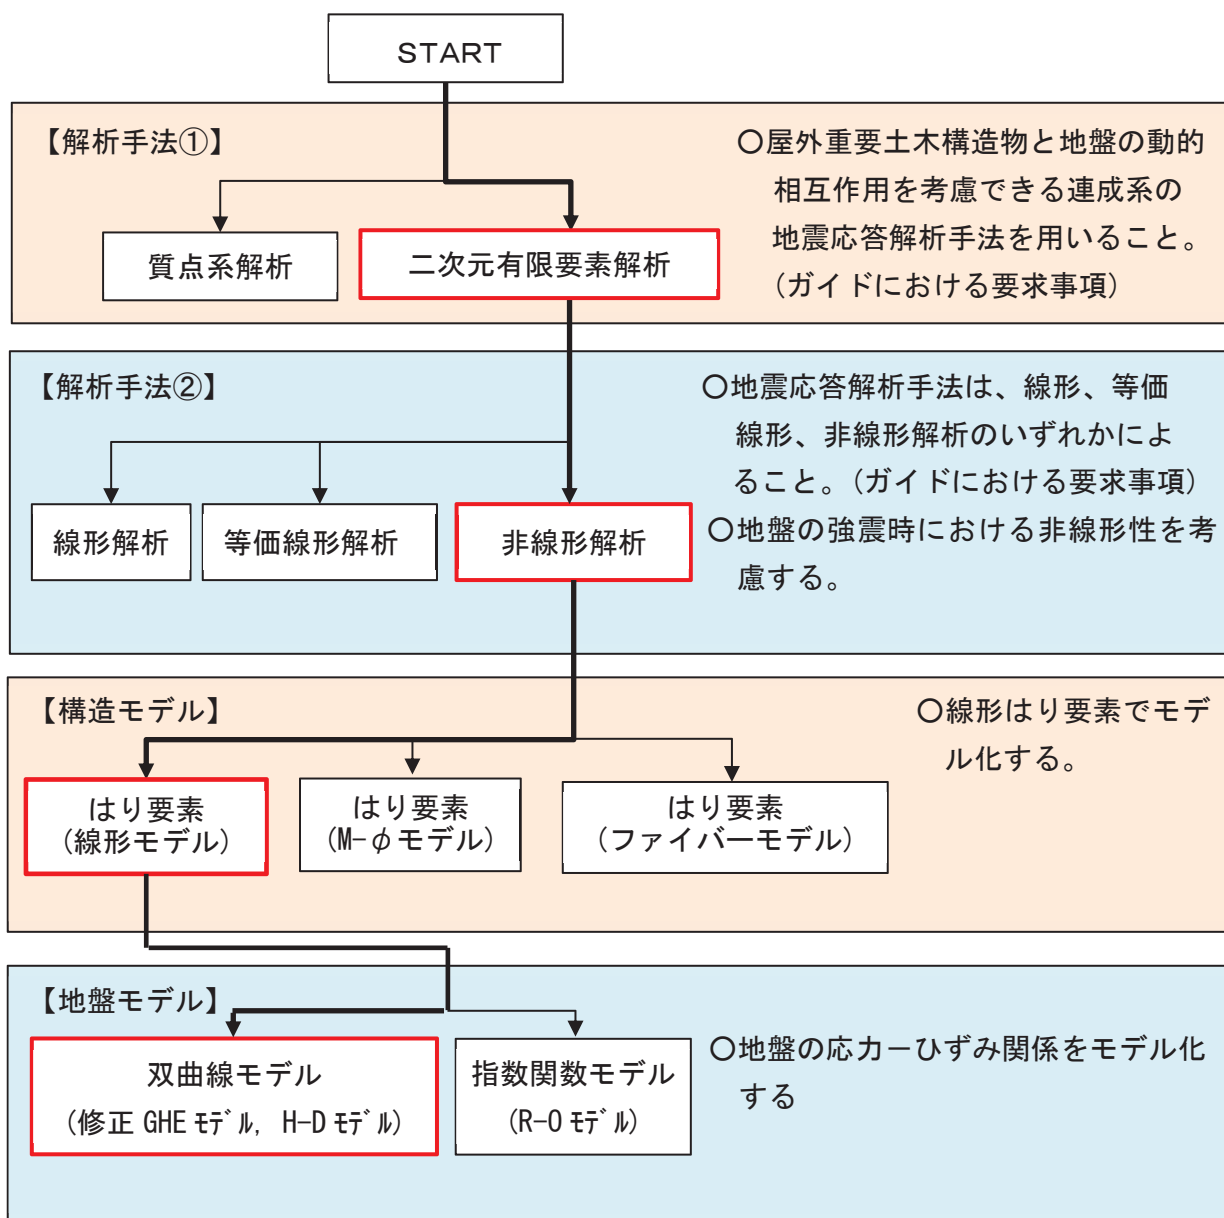 START
【解析手法①】
○屋外重要土木構造物と地盤の動的
相互作用を考慮できる連成系の
地震応答解析手法を用いること。
(ガイドにおける要求事項)
質点系解析
二次元有限要素解析
【解析手法②】
○地震応答解析手法は、線形、等価
線形、非線形解析のいずれかによ
ること。(ガイドにおける要求事項)
○地盤の強震時における非線形性を考
慮する。
線形解析
等価線形解析
非線形解析
【構造モデル】
○線形はり要素でモデ
ル化する。
はり要素
(線形モデル)
はり要素
(M-φモデル)
はり要素
(ファイバーモデル)
【地盤モデル】
○地盤の応力ーひずみ関係をモデル化
する
双曲線モデル
(修正 GHE ﾓﾃﾞﾙ, H-D ﾓﾃﾞﾙ)
指数関数モデル
(R-O ﾓﾃﾞﾙ)